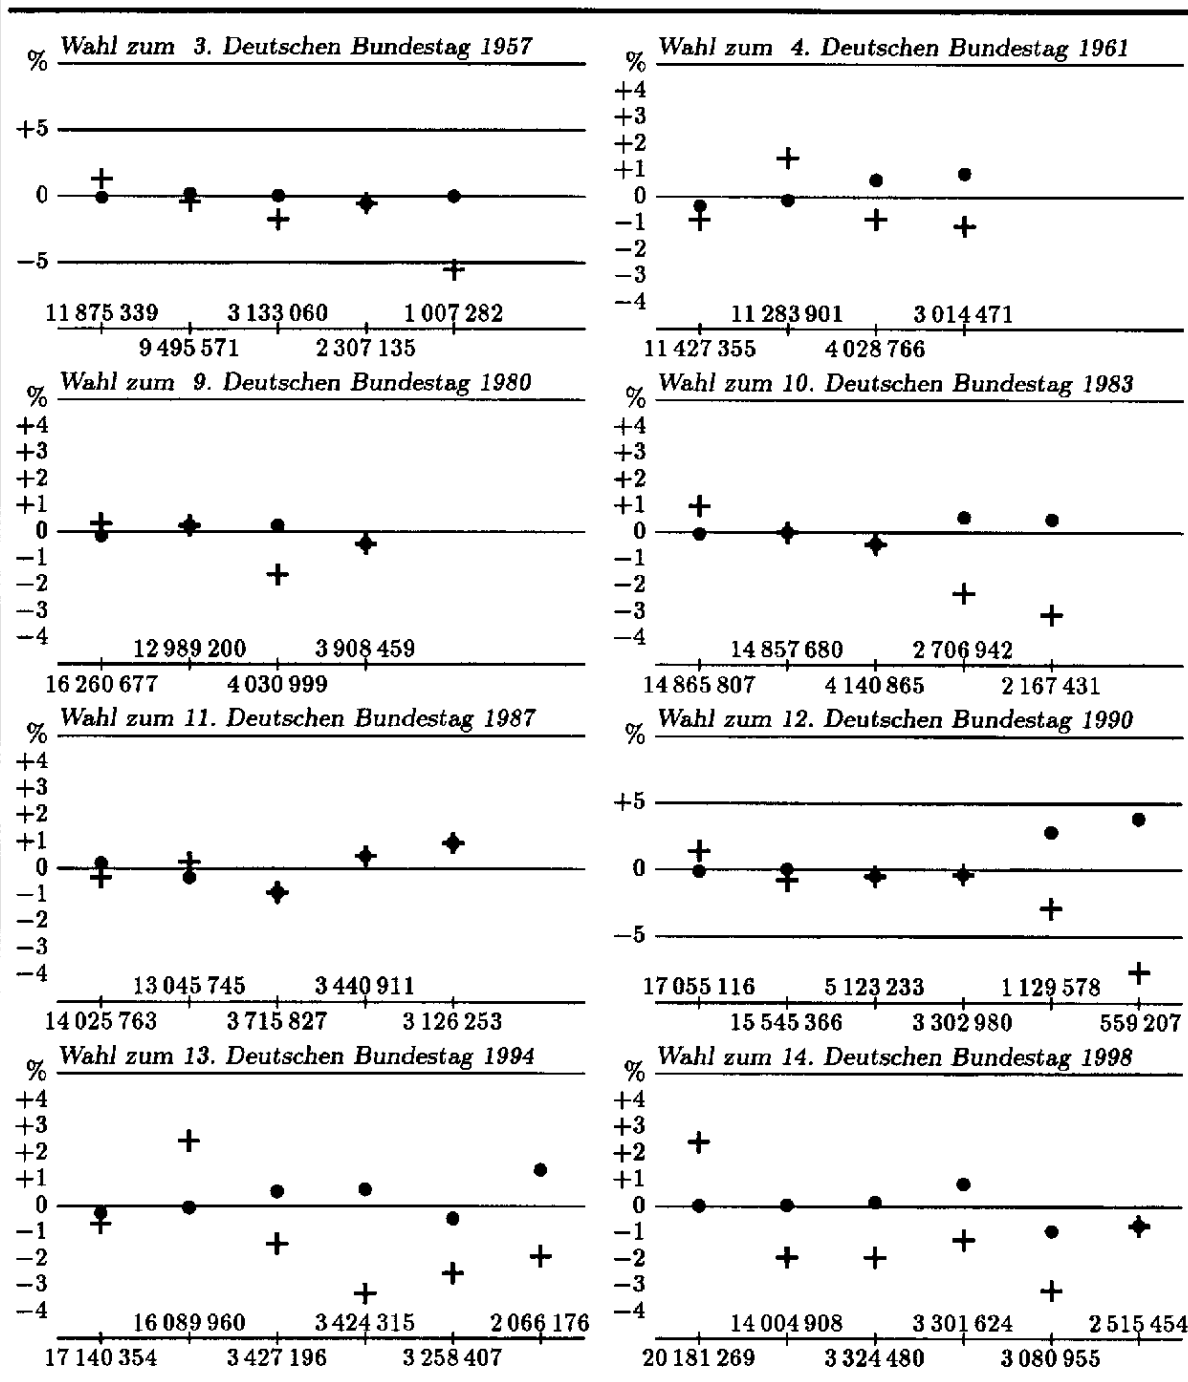 Wahl zum 3. Deutschen Bundestag 1957
%
+5
0
−5
11 875 339 3 133 060 1 007 282
9 495 571 2 307 135
Wahl zum 4. Deutschen Bundestag 1961
%
+4
+3
+2
+1
0
−1
−2
−3
−4
11 283 901 3 014 471
11 427 355 4 028 766
Wahl zum 9. Deutschen Bundestag 1980
%
+4
+3
+2
+1
0
−1
−2
−3
−4
12 989 200 3 908 459
16 260 677 4 030 999
Wahl zum 10. Deutschen Bundestag 1983
%
+4
+3
+2
+1
0
−1
−2
−3
−4
14 857 680 2 706 942
14 865 807 4 140 865 2 167 431
Wahl zum 11. Deutschen Bundestag 1987
%
+4
+3
+2
+1
0
−1
−2
−3
−4
13 045 745 3 440 911
14 025 763 3 715 827 3 126 253
Wahl zum 12. Deutschen Bundestag 1990
%
+5
0
−5
17 055 116 5 123 233 1 129 578
15 545 366 3 302 980 559 207
Wahl zum 13. Deutschen Bundestag 1994
%
+4
+3
+2
+1
0
−1
−2
−3
−4
16 089 960 3 424 315 2 066 176
17 140 354 3 427 196 3 258 407
Wahl zum 14. Deutschen Bundestag 1998
%
+4
+3
+2
+1
0
−1
−2
−3
−4
14 004 908 3 301 624 2 515 454
20 181 269 3 324 480 3 080 955